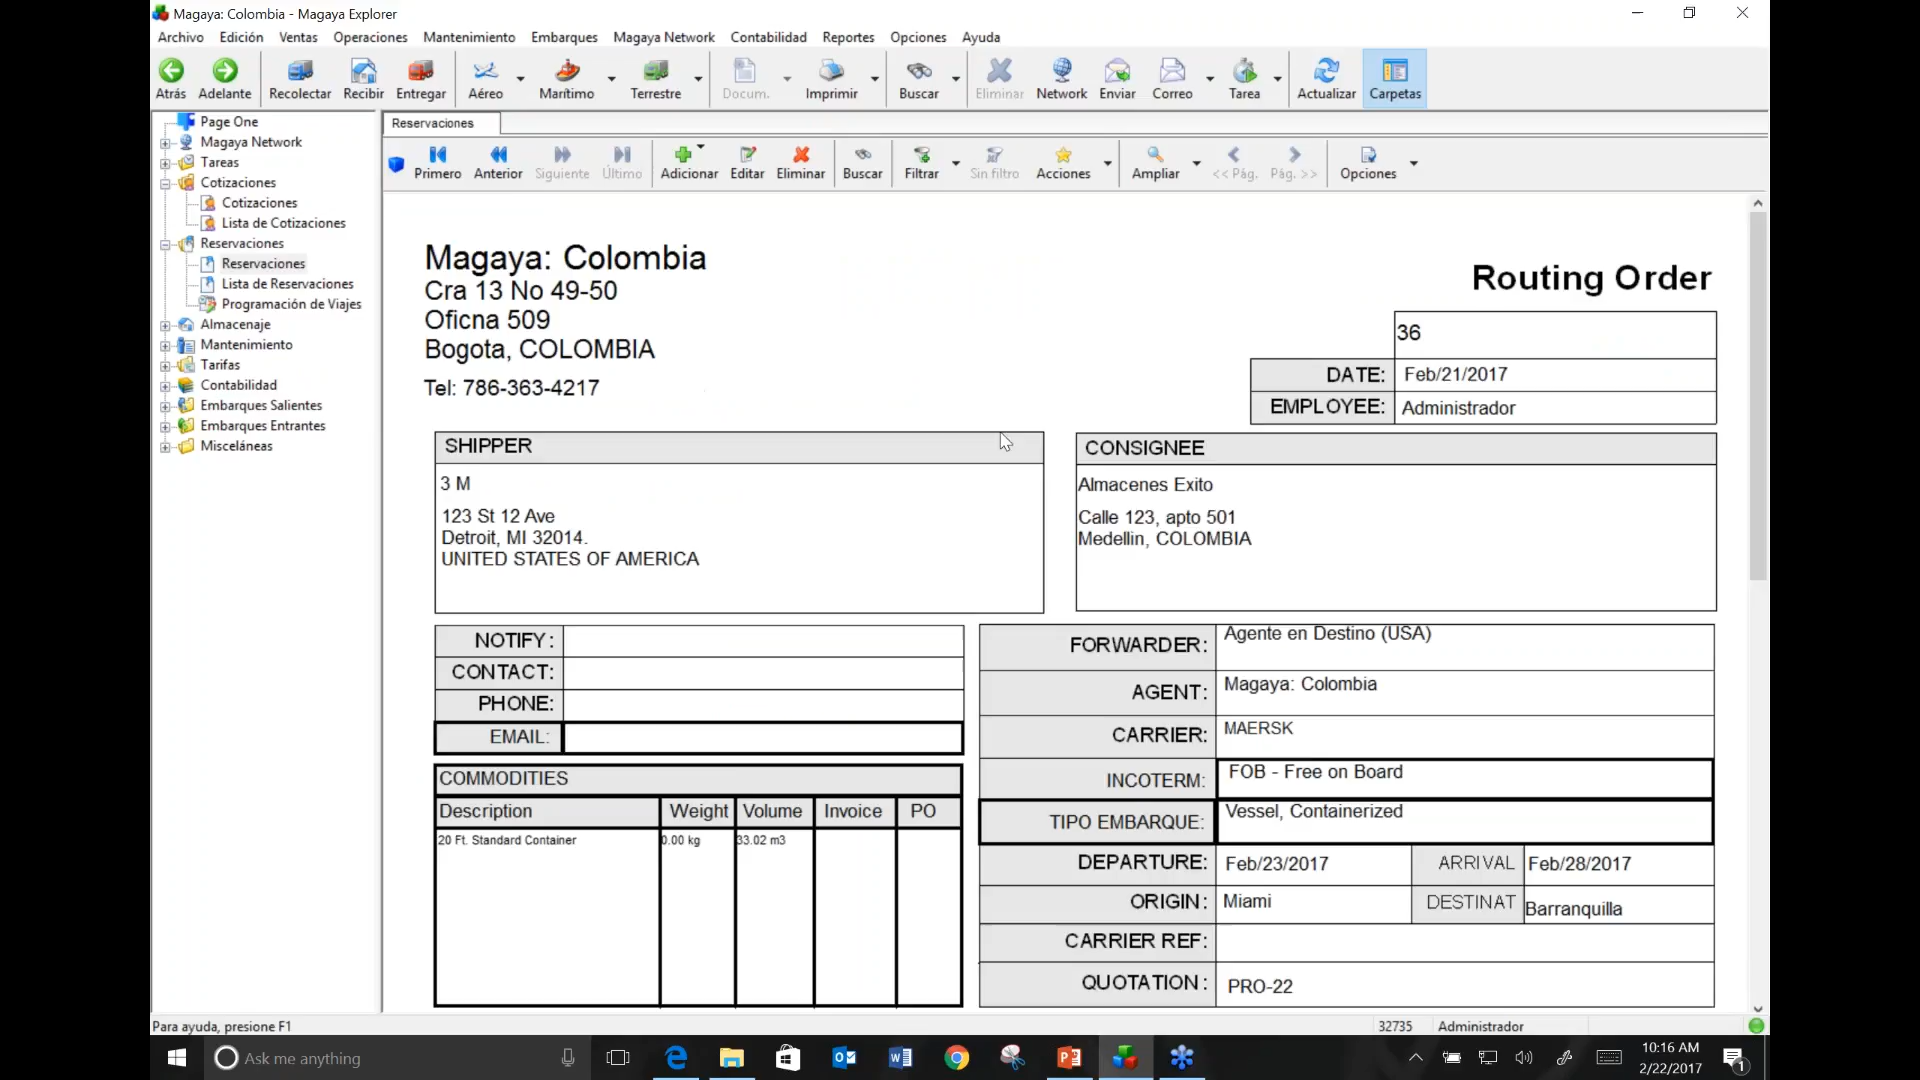 Magaya: Colombia - Magaya Explorer
Archivo Edición Ventas Operaciones Mantenimiento Embarques Magaya Network Contabilidad Reportes Opciones Ayuda
Atrás Adelante Recolectar Recibir Entregar Aéreo Marítimo Terrestre Docum. Imprimir Buscar Eliminar Network Enviar Correo Tarea Actualizar Carpetas
Page One
Magaya Network
Tareas
Cotizaciones
Cotizaciones
Lista de Cotizaciones
Reservaciones
Reservaciones
Lista de Reservaciones
Programación de Viajes
Almacenaje
Mantenimiento
Tarifas
Contabilidad
Embarques Salientes
Embarques Entrantes
Misceláneas
Reservaciones
Primero Anterior Siguiente Último Adicionar Editar Eliminar Buscar Filtrar Sin filtro Acciones Ampliar << Pág. Pág. >> Opciones
Magaya: Colombia
Cra 13 No 49-50
Oficna 509
Bogota, COLOMBIA
Tel: 786-363-4217
Routing Order
36
DATE: Feb/21/2017
EMPLOYEE: Administrador
SHIPPER
3 M
123 St 12 Ave
Detroit, MI 32014.
UNITED STATES OF AMERICA
CONSIGNEE
Almacenes Exito
Calle 123, apto 501
Medellin, COLOMBIA
NOTIFY:
CONTACT:
PHONE:
EMAIL:
COMMODITIES
Description Weight Volume Invoice PO
20 Ft. Standard Container 0.00 kg 33.02 m3
FORWARDER: Agente en Destino (USA)
AGENT: Magaya: Colombia
CARRIER: MAERSK
INCOTERM: FOB - Free on Board
TIPO EMBARQUE: Vessel, Containerized
DEPARTURE: Feb/23/2017 ARRIVAL Feb/28/2017
ORIGIN: Miami DESTINAT Barranquilla
CARRIER REF:
QUOTATION: PRO-22
Para ayuda, presione F1 32735 Administrador
Ask me anything
10:16 AM
2/22/2017
1